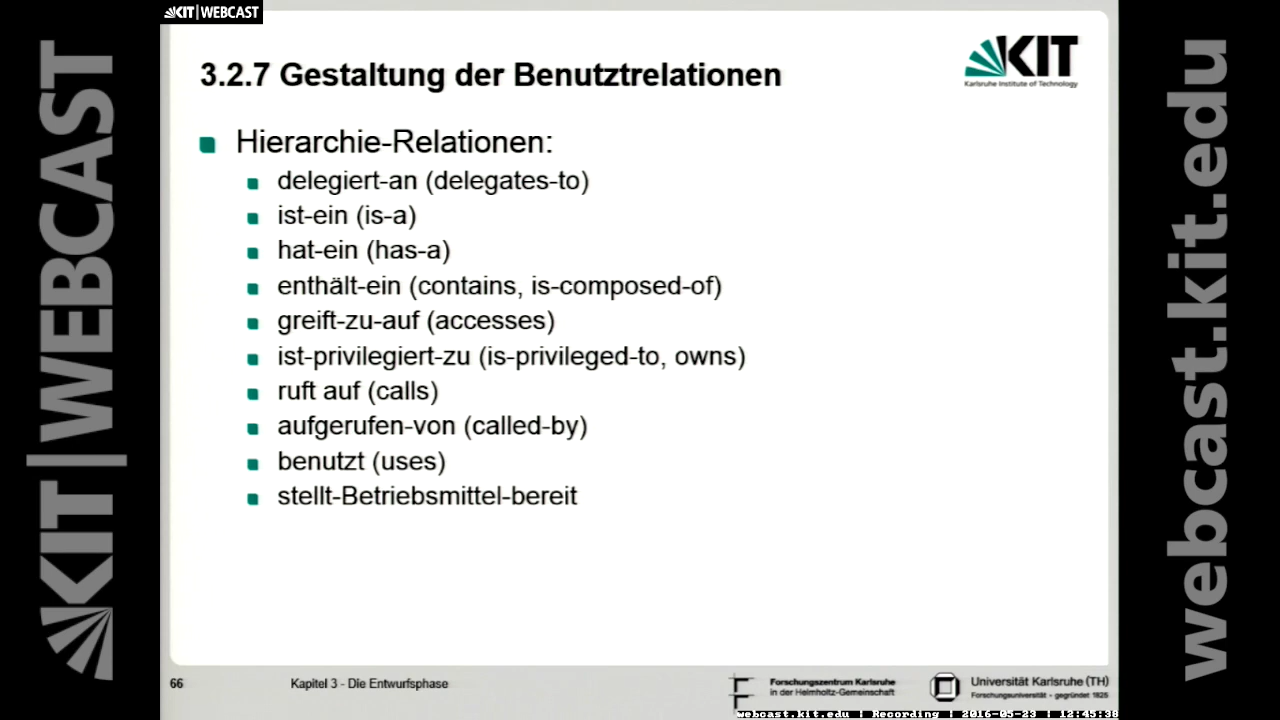 KIT|WEBCAST
KIT|WEBCAST
webcast.kit.edu
3.2.7 Gestaltung der Benutztrelationen
KIT
Karlsruhe Institute of Technology
Hierarchie-Relationen:
delegiert-an (delegates-to)
ist-ein (is-a)
hat-ein (has-a)
enthält-ein (contains, is-composed-of)
greift-zu-auf (accesses)
ist-privilegiert-zu (is-privileged-to, owns)
ruft auf (calls)
aufgerufen-von (called-by)
benutzt (uses)
stellt-Betriebsmittel-bereit
66
Kapitel 3 - Die Entwurfsphase
Forschungszentrum Karlsruhe
in der Helmholtz-Gemeinschaft
Universität Karlsruhe (TH)
Forschungsuniversität - gegründet 1825
webcast.kit.edu | Recording | 2016-05-23 | 12:45:38